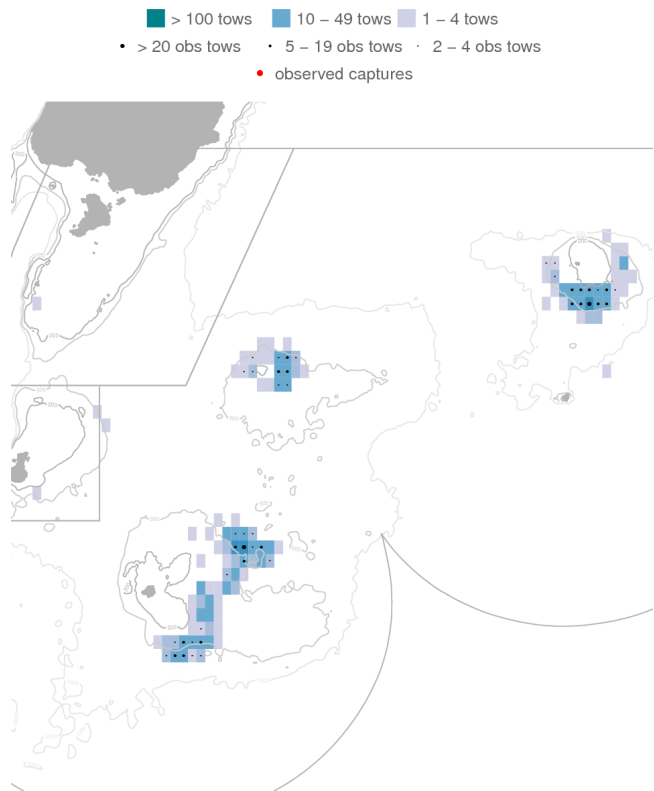 > 100 tows 10 − 49 tows 1 − 4 tows
> 20 obs tows 5 − 19 obs tows 2 − 4 obs tows
observed captures